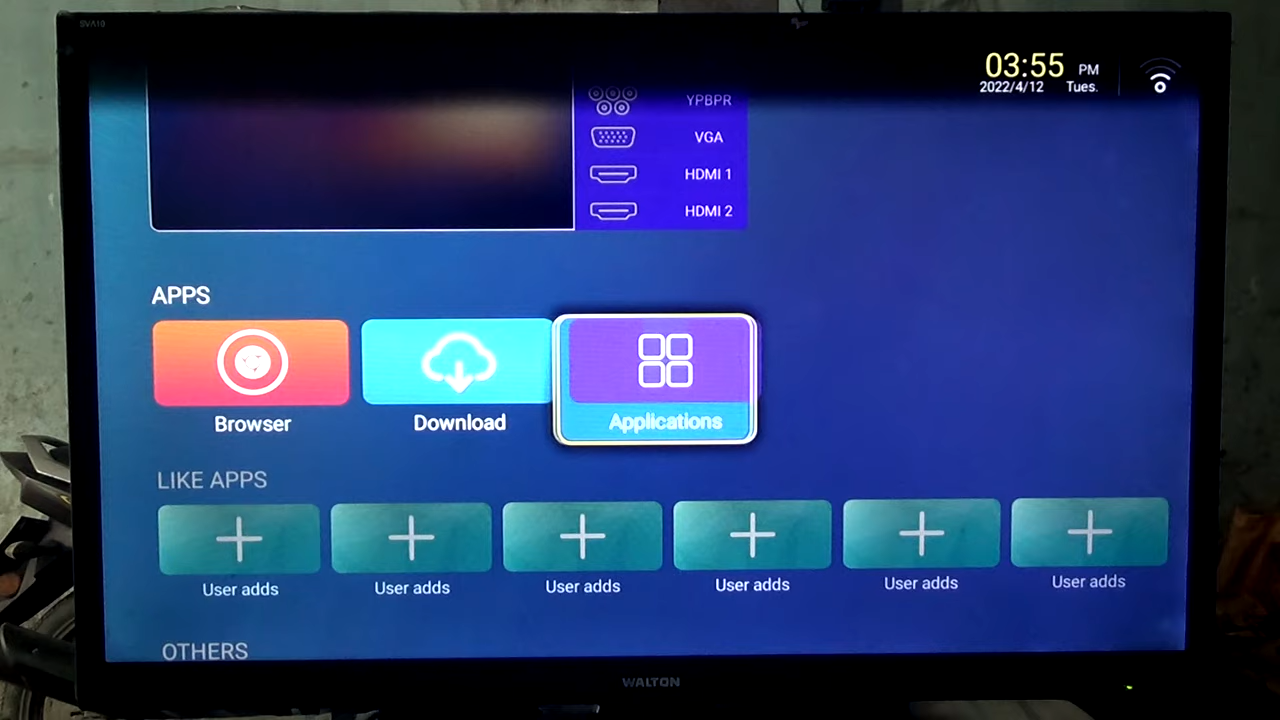 SVA10
03:55 PM
2022/4/12 Tues.
YPBPR
VGA
HDMI 1
HDMI 2
APPS
Browser
Download
Applications
LIKE APPS
User adds
User adds
User adds
User adds
User adds
User adds
OTHERS
WALTON